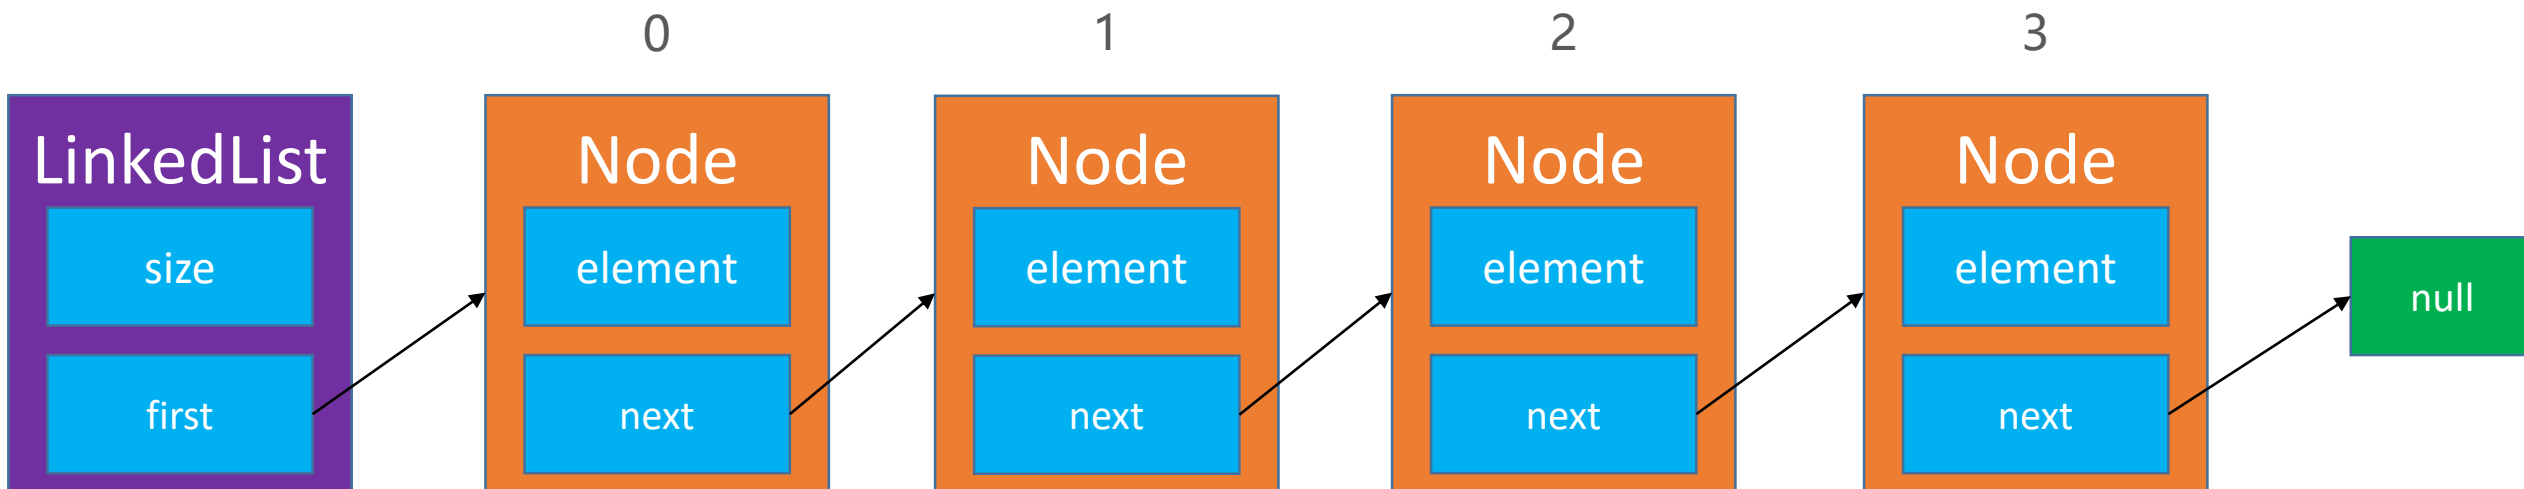 0 1 2 3
LinkedList Node Node Node Node
size element element element element
null
first next next next next